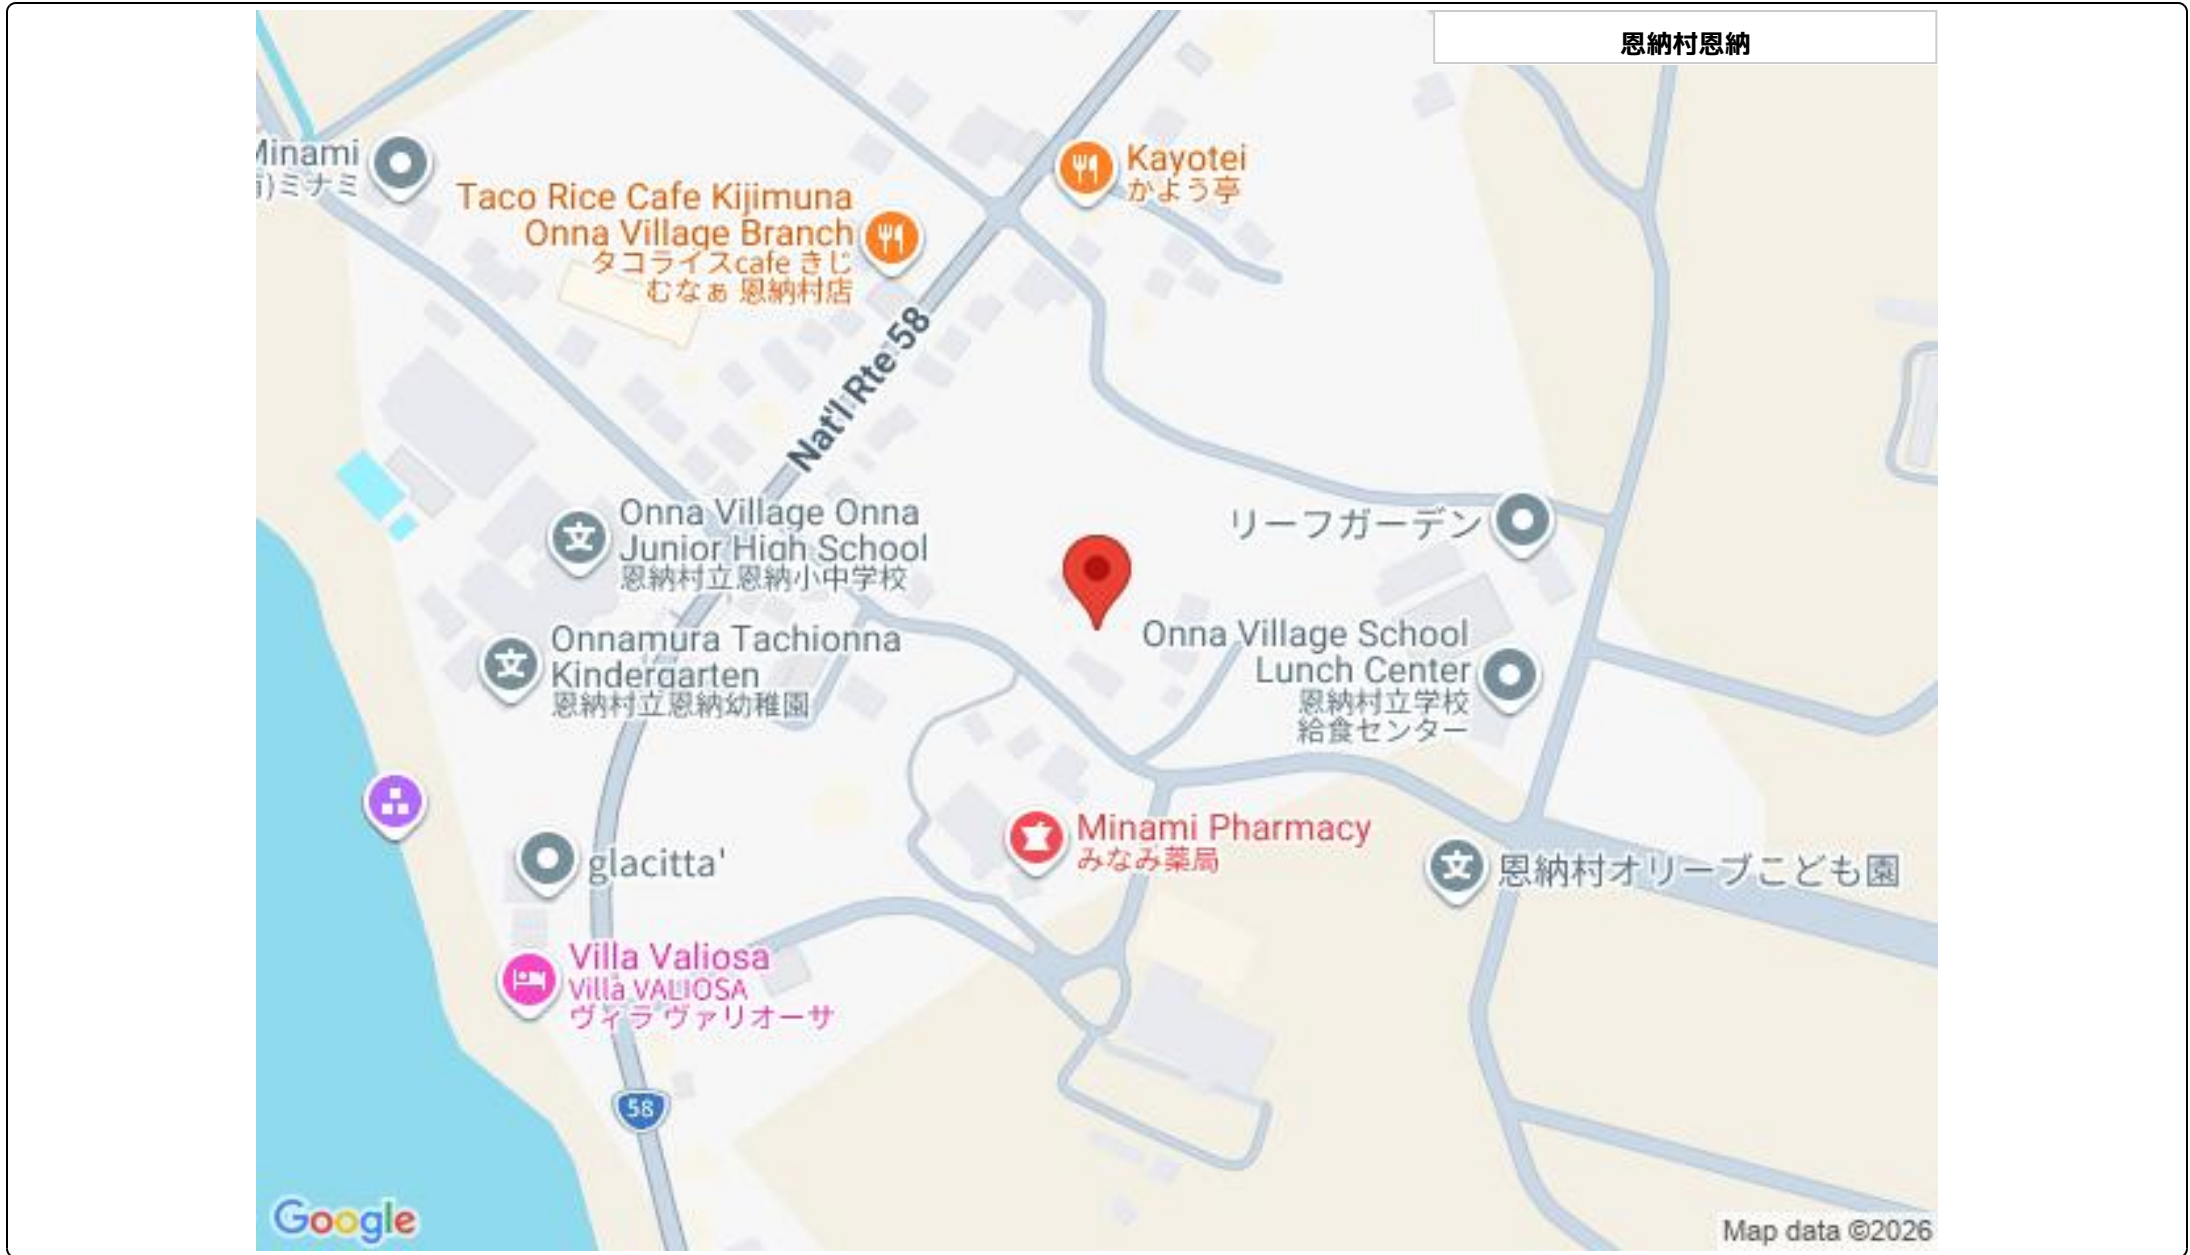 恩納村恩納
Minami
有)ミナミ
Kayotei
かよう亭
Taco Rice Cafe Kijimuna
Onna Village Branch
タコライスcafe きじ
むなぁ 恩納村店
Nat'l Rte 58
Onna Village Onna
Junior High School
恩納村立恩納小中学校
リーフガーデン
Onnamura Tachionna
Kindergarten
恩納村立恩納幼稚園
Onna Village School
Lunch Center
恩納村立学校
給食センター
glacitta'
Minami Pharmacy
みなみ薬局
恩納村オリーブこども園
Villa Valiosa
Villa VALIOSA
ヴィラ ヴァリオーサ
58
Google
Map data ©2026